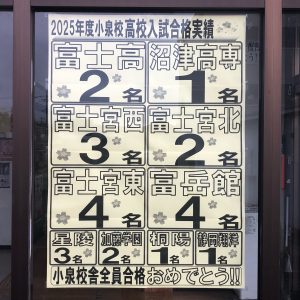 2025年度小泉校高校入試合格実績
富士高 沼津高専
2名 1名
富士宮西 富士宮北
3名 2名
富士宮東 富岳館
4名 4名
星陵 加藤学園 桐陽 静岡翔洋
3名 2名 1名 1名
小泉校舎全員合格おめでとう!!